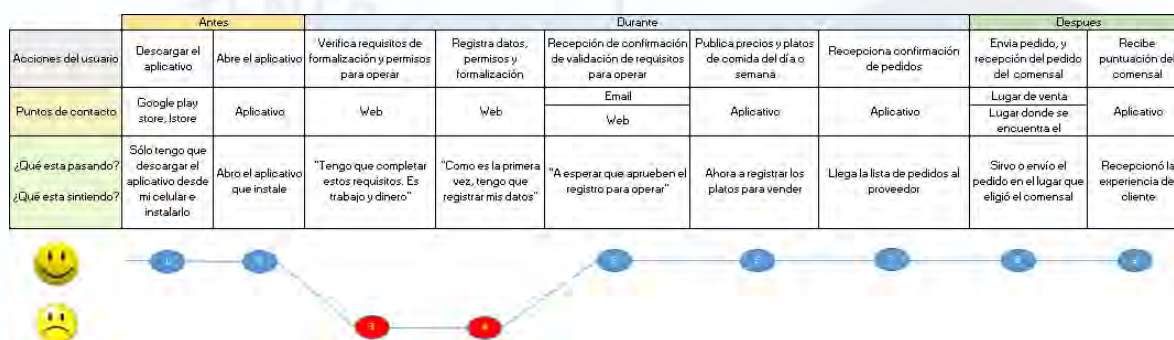 Antes
Durante
Despues
Acciones del usuario
Descargar el
aplicativo
Abre el aplicativo
Verifica requisitos de
formalización y permisos
para operar
Registra datos,
permisos y
formalización
Recepción de confirmación
de validación de requisitos
para operar
Publica precios y platos
de comida del día o
semana
Recepciona confirmación
de pedidos
Envia pedido, y
recepción del pedido
del comensal
Recibe
puntuación del
comensal
Puntos de contacto
Google play
store, Istore
Aplicativo
Web
Web
Email
Web
Aplicativo
Aplicativo
Lugar de venta
Lugar donde se
encuentra el
Aplicativo
¿Qué esta pasando?
¿Qué esta sintiendo?
Sólo tengo que
descargar el
aplicativo desde
mi celular e
instalarlo
Abro el aplicativo
que instale
"Tengo que completar
estos requisitos. Es
trabajo y dinero"
"Como es la primera
vez, tengo que
registrar mis datos"
"A esperar que aprueben el
registro para operar"
Ahora a registrar los
platos para vender
Llega la lista de pedidos al
proveedor
Sirvo o envío el
pedido en el lugar que
eligió el comensal
Recepcionó la
experiencia de
cliente
3
4